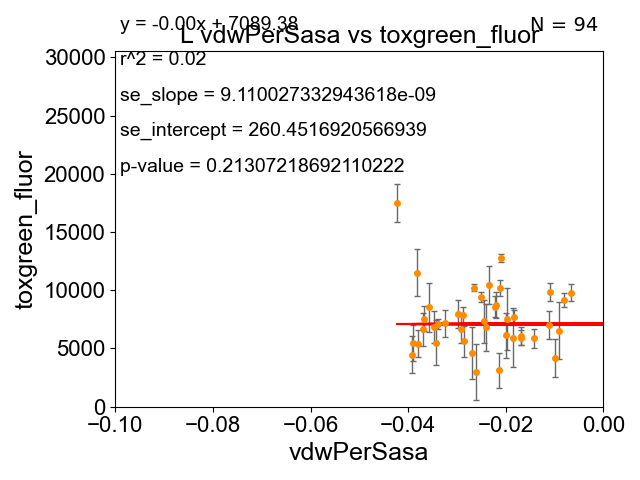 y = -0.00x + 7089.38
N = 94
L vdwPerSasa vs toxgreen_fluor
r^2 = 0.02
se_slope = 9.110027332943618e-09
se_intercept = 260.4516920566939
p-value = 0.21307218692110222
30000
25000
20000
15000
10000
5000
0
toxgreen_fluor
−0.10 −0.08 −0.06 −0.04 −0.02 0.00
vdwPerSasa